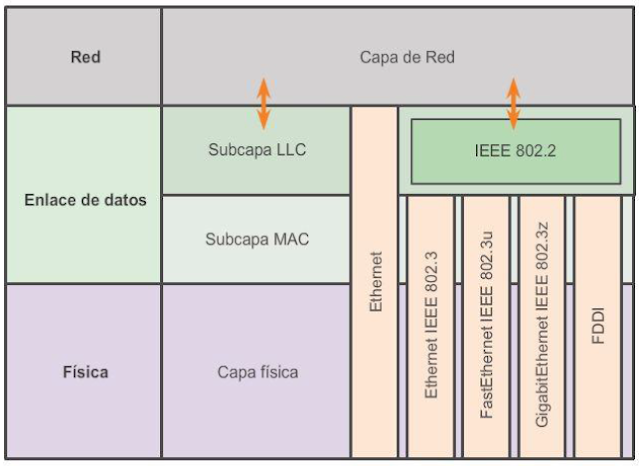 Red
Capa de Red
Enlace de datos
Subcapa LLC
IEEE 802.2
Subcapa MAC
Ethernet
Ethernet IEEE 802.3
FastEthernet IEEE 802.3u
GigabitEthernet IEEE 802.3z
FDDI
Física
Capa física